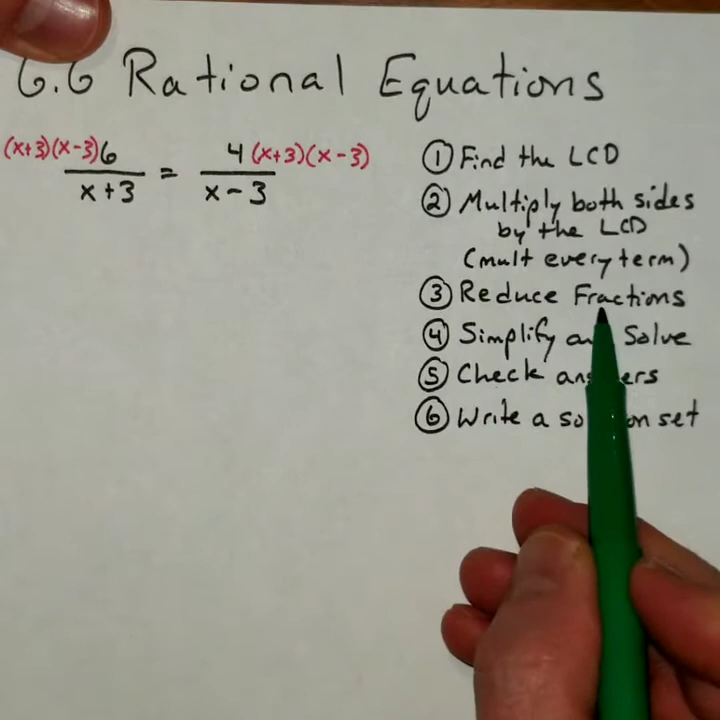 6.6 Rational Equations
(x+3)(x-3)6 / x+3 = 4(x+3)(x-3) / x-3
① Find the LCD
② Multiply both sides
by the LCD
(mult every term)
③ Reduce Fractions
④ Simplify Solve
⑤ Check
⑥ Write a set